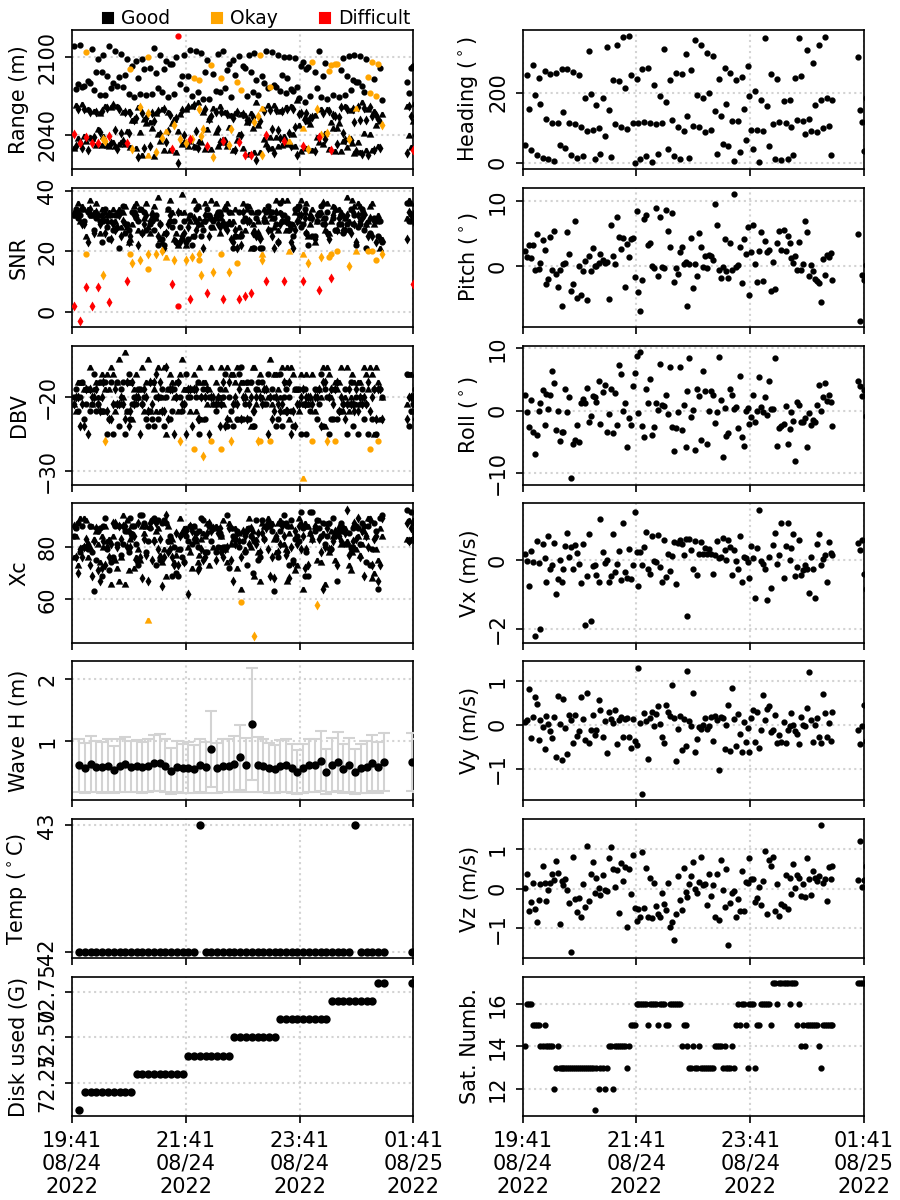 Good Okay Difficult
Range (m)
2100
2040
Heading (°)
200
0
SNR
40
20
0
Pitch (°)
10
0
DBV
−20
−30
Roll (°)
10
0
−10
Xc
80
60
Vx (m/s)
0
−2
Wave H (m)
2
1
Vy (m/s)
1
0
−1
Temp (°C)
43
42
Vz (m/s)
1
0
−1
Disk used (G)
72.75
72.50
72.25
Sat. Numb.
16
14
12
19:41 21:41 23:41 01:41
08/24 08/24 08/24 08/25
2022 2022 2022 2022
19:41 21:41 23:41 01:41
08/24 08/24 08/24 08/25
2022 2022 2022 2022